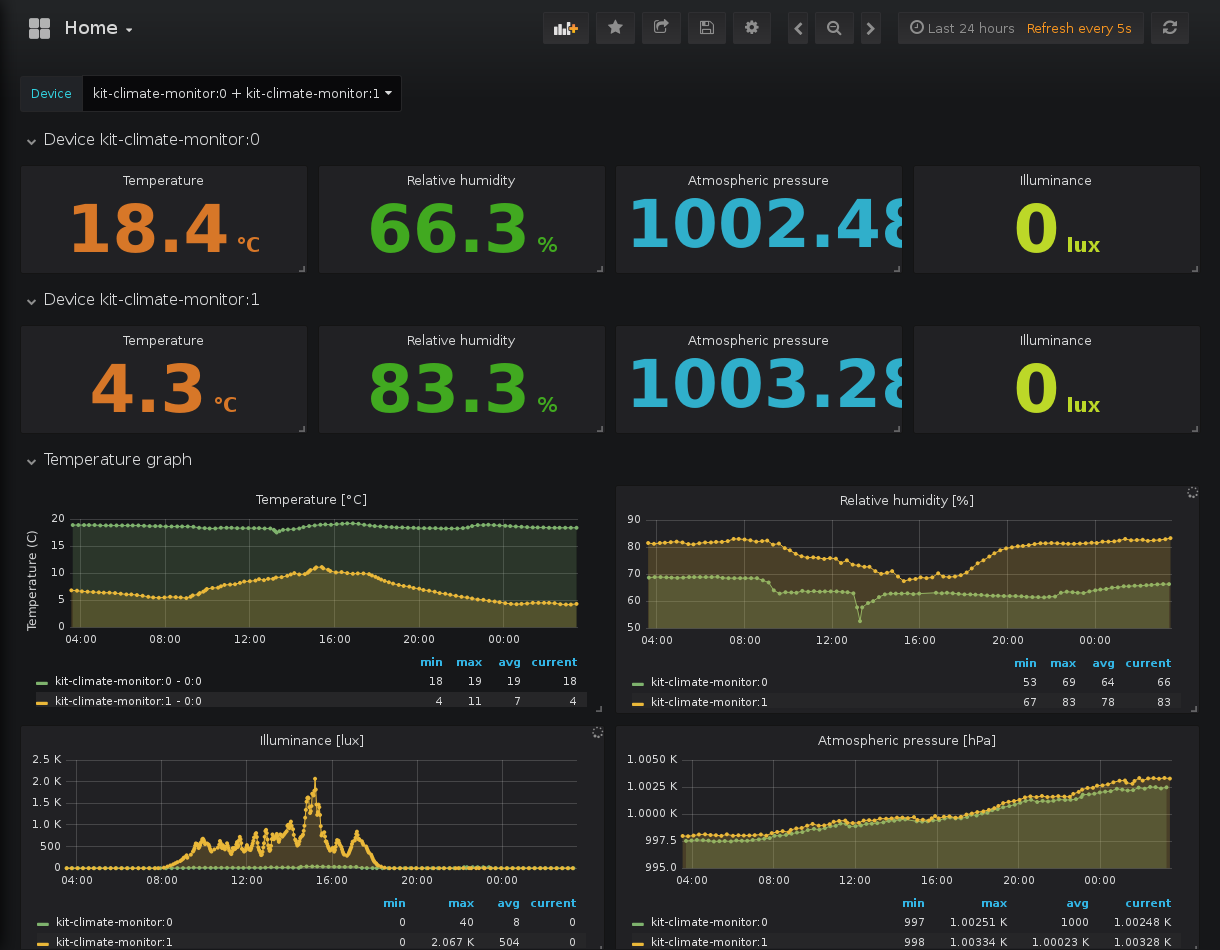 Home
Last 24 hours Refresh every 5s
Device kit-climate-monitor:0 + kit-climate-monitor:1
Device kit-climate-monitor:0
Temperature Relative humidity Atmospheric pressure Illuminance
18.4 °C 66.3 % 1002.48 0 lux
Device kit-climate-monitor:1
Temperature Relative humidity Atmospheric pressure Illuminance
4.3 °C 83.3 % 1003.28 0 lux
Temperature graph
Temperature [°C]
Temperature (C)
20
15
10
5
0
04:00 08:00 12:00 16:00 20:00 00:00
min max avg current
kit-climate-monitor:0 - 0:0 18 19 19 18
kit-climate-monitor:1 - 0:0 4 11 7 4
Relative humidity [%]
90
80
70
60
50
04:00 08:00 12:00 16:00 20:00 00:00
min max avg current
kit-climate-monitor:0 53 69 64 66
kit-climate-monitor:1 67 83 78 83
Illuminance [lux]
2.5 K
2.0 K
1.5 K
1.0 K
500
0
04:00 08:00 12:00 16:00 20:00 00:00
min max avg current
kit-climate-monitor:0 0 40 8 0
kit-climate-monitor:1 0 2.067 K 504 0
Atmospheric pressure [hPa]
1.0050 K
1.0025 K
1.0000 K
997.5
995.0
04:00 08:00 12:00 16:00 20:00 00:00
min max avg current
kit-climate-monitor:0 997 1.00251 K 1000 1.00248 K
kit-climate-monitor:1 998 1.00334 K 1.00023 K 1.00328 K